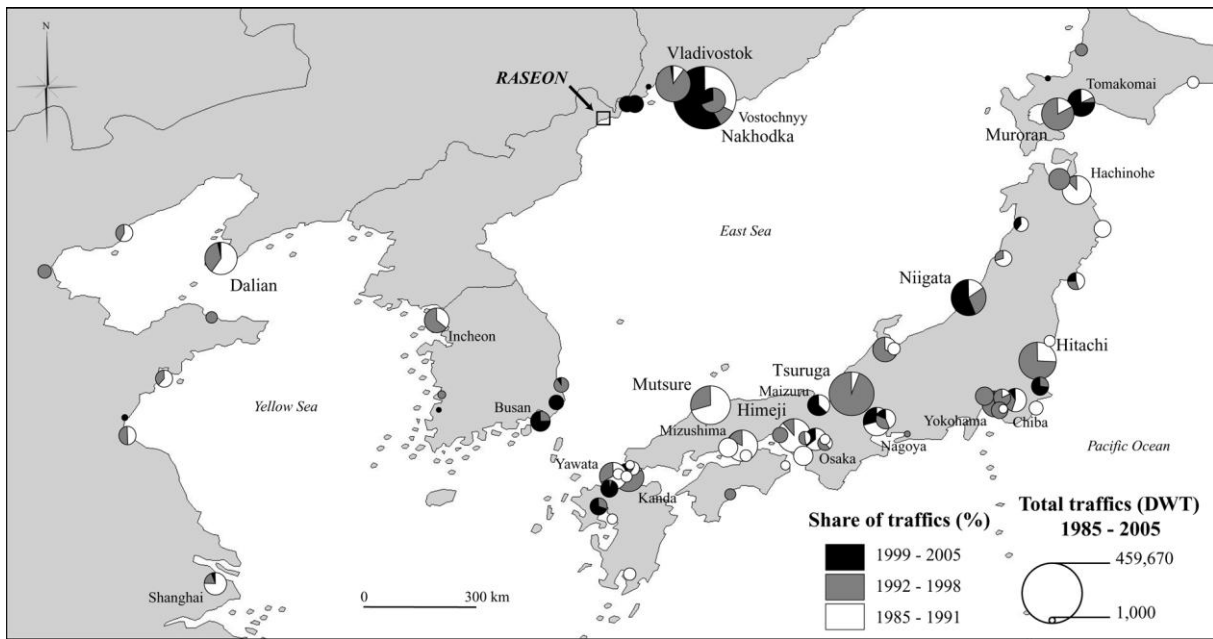 N
Vladivostok
RASEON
Vostochnyy
Nakhodka
Tomakomai
Muroran
Hachinohe
East Sea
Dalian
Niigata
Incheon
Hitachi
Tsuruga
Mutsure
Maizuru
Yellow Sea
Busan
Himeji
Mizushima
Yokohama
Chiba
Nagoya
Pacific Ocean
Osaka
Yawata
Kanda
Shanghai
0 300 km
Share of traffics (%)
1999 - 2005
1992 - 1998
1985 - 1991
Total traffics (DWT)
1985 - 2005
459,670
1,000